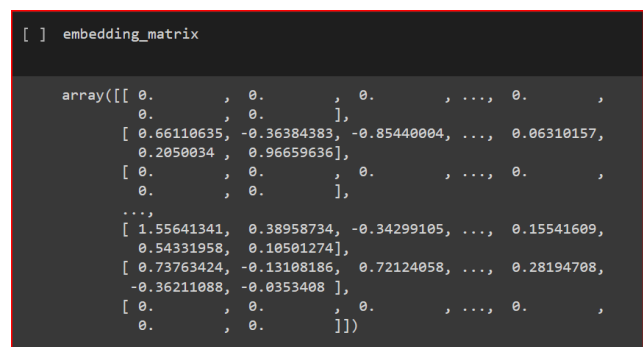 [ ] embedding_matrix
array([[ 0.        ,  0.        ,  0.        , ...,  0.        ,
         0.        ,  0.        ],
       [ 0.66110635, -0.36384383, -0.85440004, ...,  0.06310157,
         0.2050034 ,  0.96659636],
       [ 0.        ,  0.        ,  0.        , ...,  0.        ,
         0.        ,  0.        ],
       ...,
       [ 1.55641341,  0.38958734, -0.34299105, ...,  0.15541609,
         0.54331958,  0.10501274],
       [ 0.73763424, -0.13108186,  0.72124058, ...,  0.28194708,
        -0.36211088, -0.0353408 ],
       [ 0.        ,  0.        ,  0.        , ...,  0.        ,
         0.        ,  0.        ]])